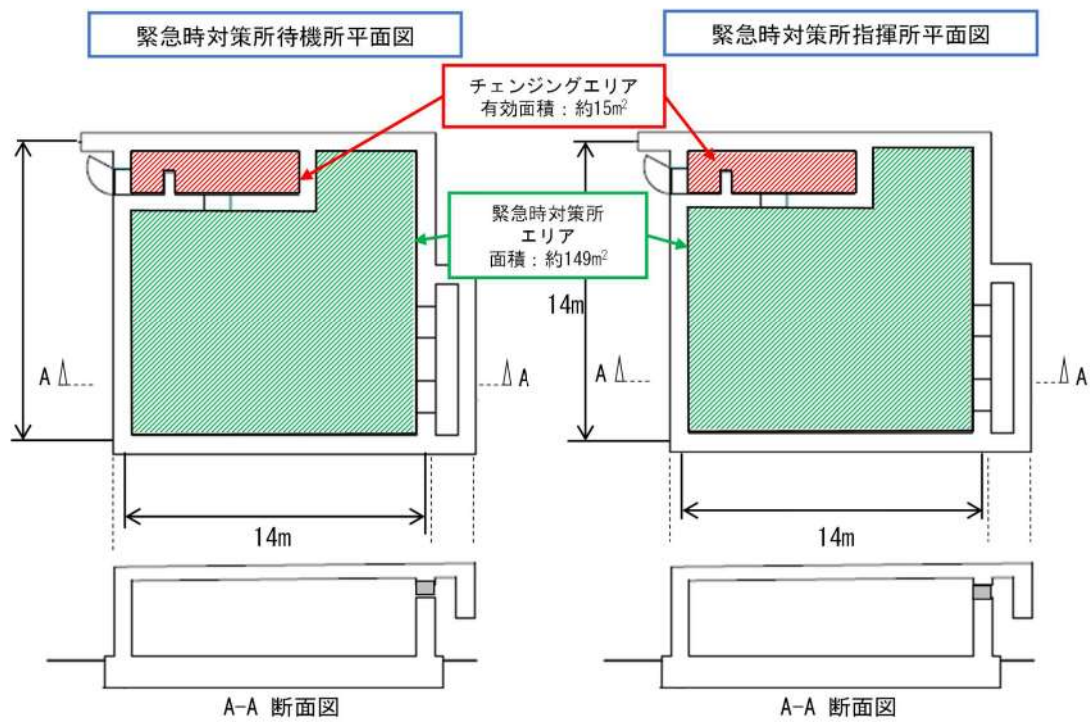 緊急時対策所待機所平面図
緊急時対策所指揮所平面図
チェンジングエリア
有効面積：約15m²
緊急時対策所
エリア
面積：約149m²
14m
A
A
A
A
14m
14m
A-A 断面図
A-A 断面図